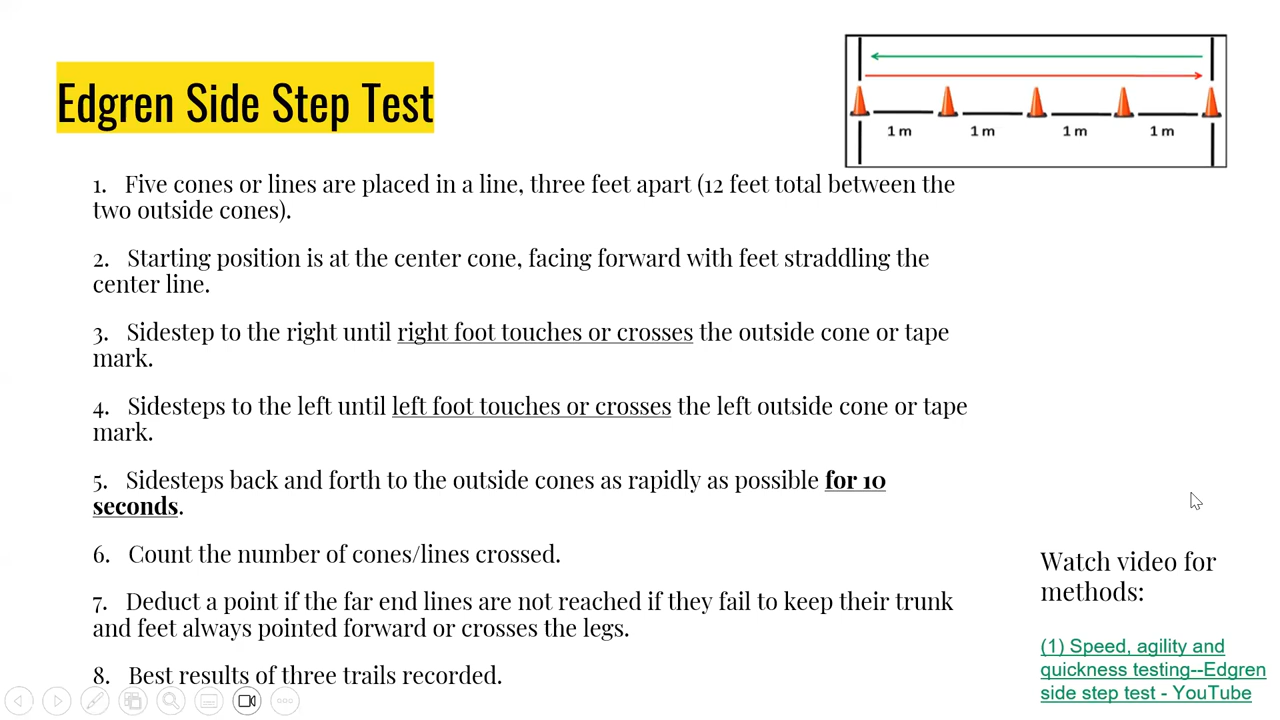 Edgren Side Step Test
1 m 1 m 1 m 1 m
1. Five cones or lines are placed in a line, three feet apart (12 feet total between the
two outside cones).
2. Starting position is at the center cone, facing forward with feet straddling the
center line.
3. Sidestep to the right until right foot touches or crosses the outside cone or tape
mark.
4. Sidesteps to the left until left foot touches or crosses the left outside cone or tape
mark.
5. Sidesteps back and forth to the outside cones as rapidly as possible for 10
seconds.
6. Count the number of cones/lines crossed.
7. Deduct a point if the far end lines are not reached if they fail to keep their trunk
and feet always pointed forward or crosses the legs.
8. Best results of three trails recorded.
Watch video for
methods:
(1) Speed, agility and
quickness testing--Edgren
side step test - YouTube